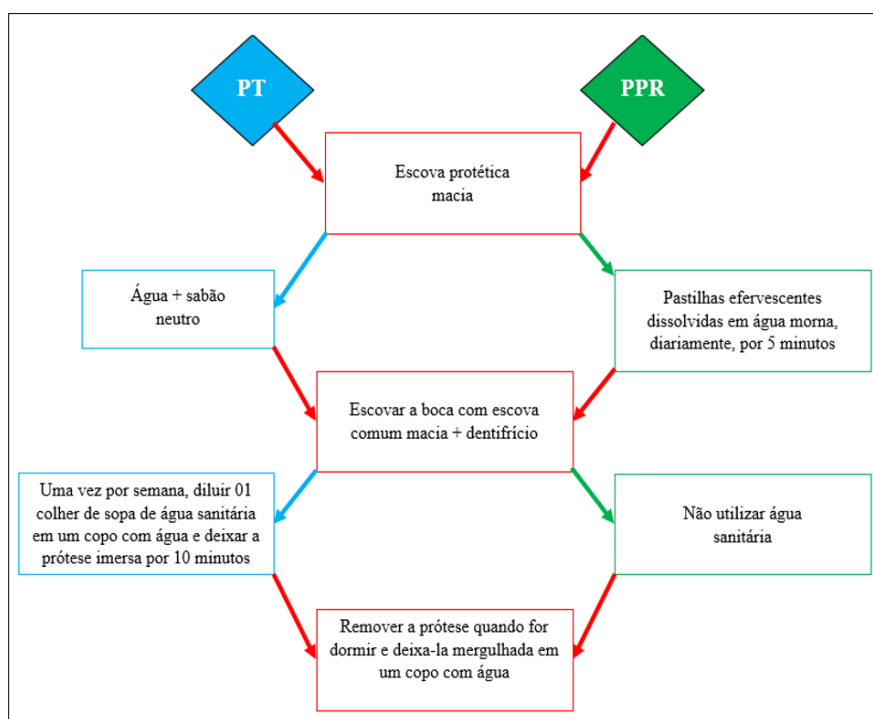 PT
PPR
Escova protética
macia
Água + sabão
neutro
Pastilhas efervescentes
dissolvidas em água morna,
diariamente, por 5 minutos
Escovar a boca com escova
comum macia + dentifrício
Uma vez por semana, diluir 01
colher de sopa de água sanitária
em um copo com água e deixar a
prótese imersa por 10 minutos
Não utilizar água
sanitária
Remover a prótese quando for
dormir e deixa-la mergulhada em
um copo com água